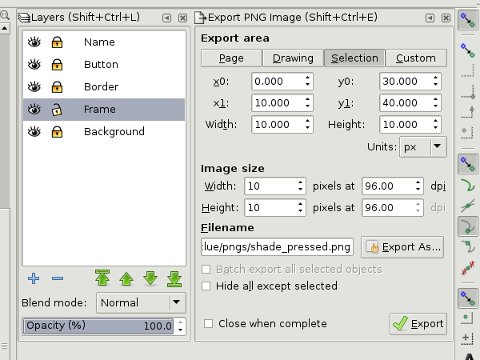 Layers (Shift+Ctrl+L)
Name
Button
Border
Frame
Background
Blend mode: Normal
Opacity (%) 100.0
Export PNG Image (Shift+Ctrl+E)
Export area
Page Drawing Selection Custom
x0: 0.000 y0: 30.000
x1: 10.000 y1: 40.000
Width: 10.000 Height: 10.000
Units: px
Image size
Width: 10 pixels at 96.00 dpi
Height: 10 pixels at 96.00 dpi
Filename
:lue/pngs/shade_pressed.png Export As...
Batch export all selected objects
Hide all except selected
Close when complete Export